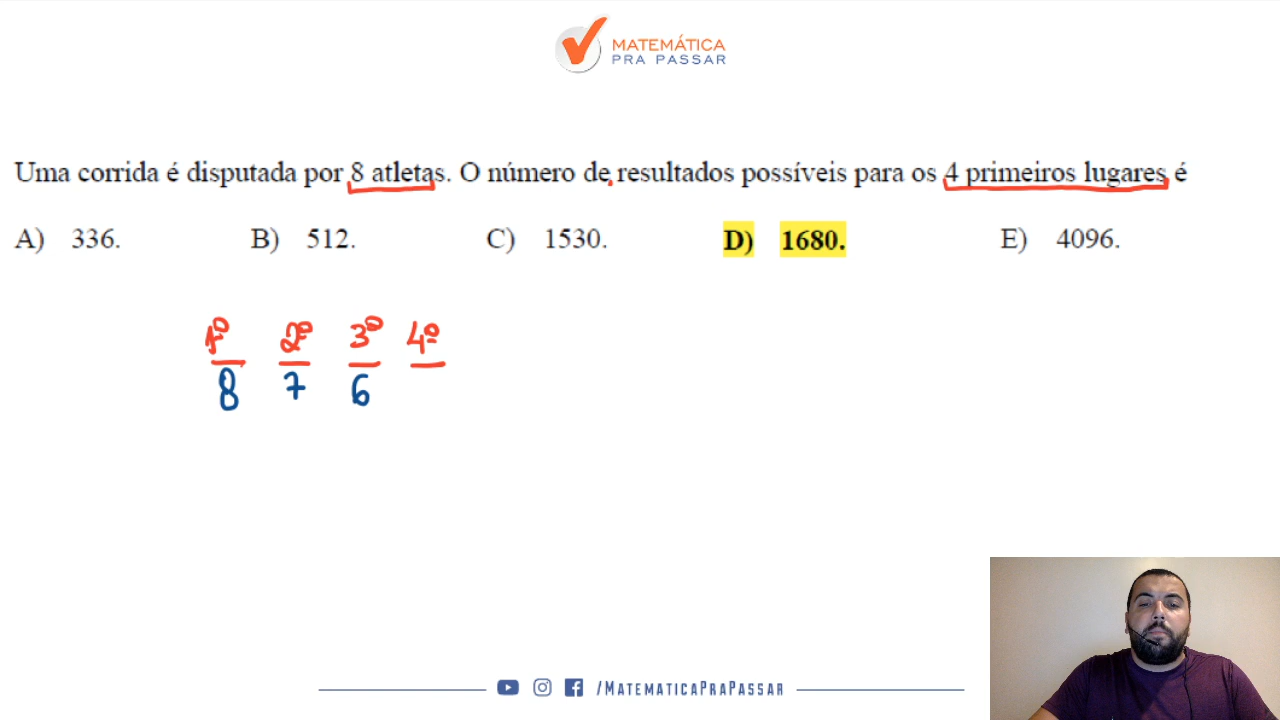 MATEMÁTICA
PRA PASSAR
Uma corrida é disputada por 8 atletas. O número de resultados possíveis para os 4 primeiros lugares é
A) 336. B) 512. C) 1530. D) 1680. E) 4096.
1º 2º 3º 4º
8 7 6
/MATEMATICAPRAPASSAR